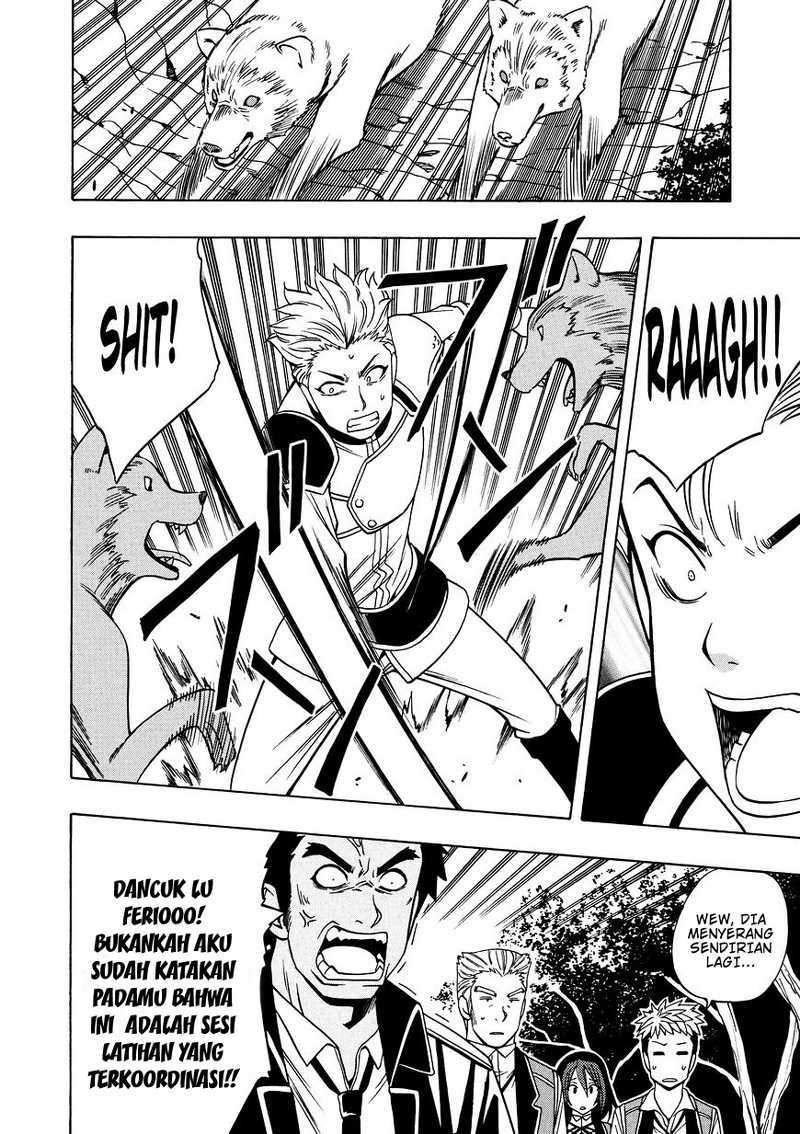 RAAAGH!!
SHIT!
WEW, DIA
MENYERANG
SENDIRIAN
LAGI...
DANCUK LU
FERIOOO!
BUKANKAH AKU
SUDAH KATAKAN
PADAMU BAHWA
INI ADALAH SESI
LATIHAN YANG
TERKOORDINASI!!